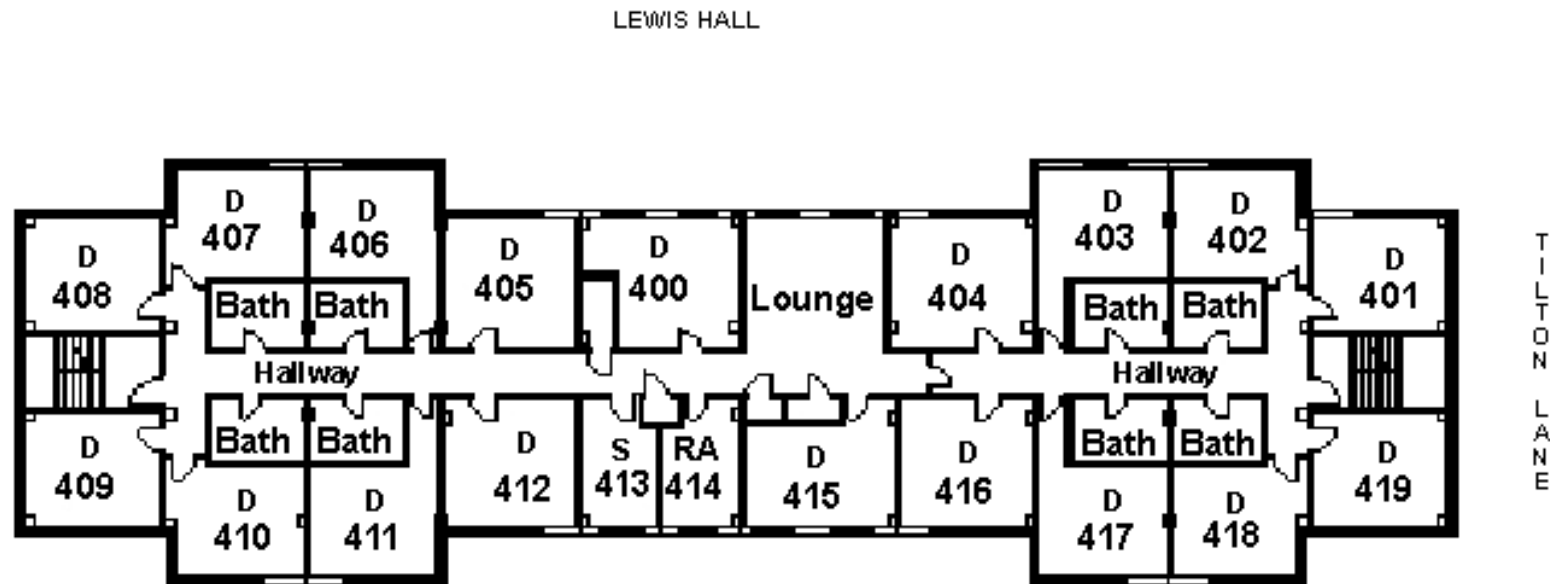 LEWIS HALL
D
407
D
406
D
403
D
402
D
408
D
405
D
400
Lounge
D
404
D
401
Bath
Bath
Bath
Bath
Hallway
Hallway
Bath
Bath
Bath
Bath
D
409
D
410
D
411
D
412
S
413
RA
414
D
415
D
416
D
417
D
418
D
419
TILTON LANE